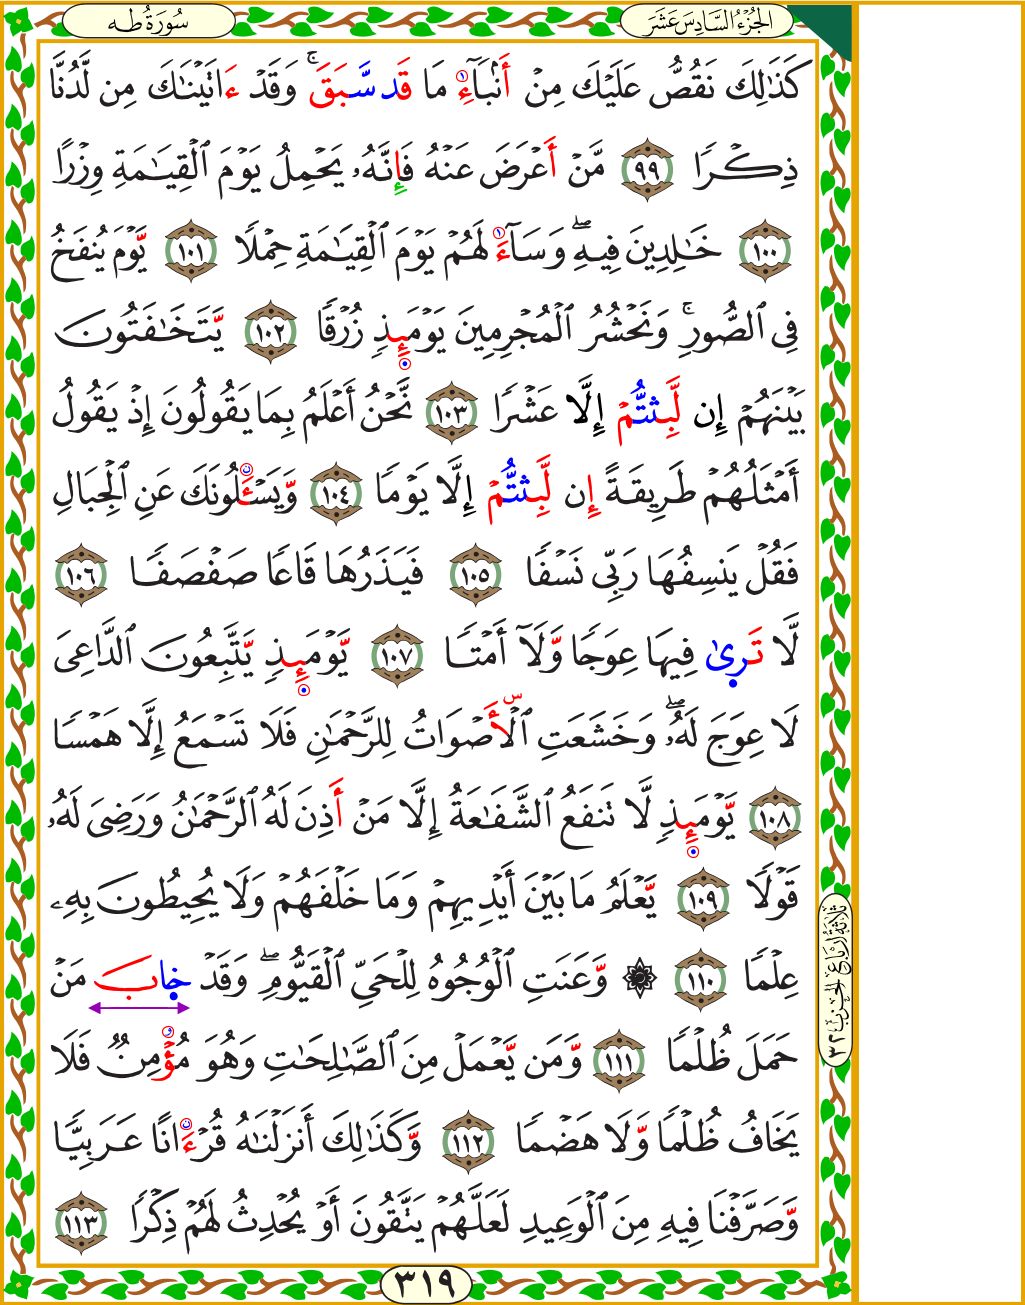 الجُزْءُ السَّادِسَ عَشَرَ
سُورَةُ طه
كَذَٰلِكَ نَقُصُّ عَلَيْكَ مِنْ أَنۢبَآءِ مَا قَد سَّبَقَۚ وَقَدْ ءَاتَيْنَٰكَ مِن لَّدُنَّا
ذِكْرًا ٩٩ مَّنْ أَعْرَضَ عَنْهُ فَإِنَّهُۥ يَحْمِلُ يَوْمَ ٱلْقِيَٰمَةِ وِزْرًا
١٠٠ خَٰلِدِينَ فِيهِۖ وَسَآءَ لَهُمْ يَوْمَ ٱلْقِيَٰمَةِ حِمْلًا ١٠١ يَّوْمَ يُنفَخُ
فِى ٱلصُّورِۚ وَنَحْشُرُ ٱلْمُجْرِمِينَ يَوْمَئِذٍ زُرْقًا ١٠٢ يَّتَخَٰفَتُونَ
بَيْنَهُمْ إِن لَّبِثتُّمْ إِلَّا عَشْرًا ١٠٣ نَّحْنُ أَعْلَمُ بِمَا يَقُولُونَ إِذْ يَقُولُ
أَمْثَلُهُمْ طَرِيقَةً إِن لَّبِثتُّمْ إِلَّا يَوْمًا ١٠٤ وَّيَسْـَٔلُونَكَ عَنِ ٱلْجِبَالِ
فَقُلْ يَنسِفُهَا رَبِّى نَسْفًا ١٠٥ فَيَذَرُهَا قَاعًا صَفْصَفًا ١٠٦
لَّا تَرىٰ فِيهَا عِوَجًا وَّلَآ أَمْتًا ١٠٧ يَّوْمَئِذٍ يَّتَّبِعُونَ ٱلدَّاعِىَ
لَا عِوَجَ لَهُۥۖ وَخَشَعَتِ ٱلْأَصْوَاتُ لِلرَّحْمَٰنِ فَلَا تَسْمَعُ إِلَّا هَمْسًا
١٠٨ يَّوْمَئِذٍ لَّا تَنفَعُ ٱلشَّفَٰعَةُ إِلَّا مَنْ أَذِنَ لَهُ ٱلرَّحْمَٰنُ وَرَضِىَ لَهُۥ
قَوْلًا ١٠٩ يَّعْلَمُ مَا بَيْنَ أَيْدِيهِمْ وَمَا خَلْفَهُمْ وَلَا يُحِيطُونَ بِهِۦ
عِلْمًا ١١٠ ۞ وَّعَنَتِ ٱلْوُجُوهُ لِلْحَىِّ ٱلْقَيُّومِۖ وَقَدْ خَابَ مَنْ
حَمَلَ ظُلْمًا ١١١ وَّمَن يَّعْمَلْ مِنَ ٱلصَّٰلِحَٰتِ وَهُوَ مُؤْمِنٌ فَلَا
يَخَافُ ظُلْمًا وَّلَا هَضْمًا ١١٢ وَّكَذَٰلِكَ أَنزَلْنَٰهُ قُرْءَانًا عَرَبِيًّا
وَّصَرَّفْنَا فِيهِ مِنَ ٱلْوَعِيدِ لَعَلَّهُمْ يَتَّقُونَ أَوْ يُحْدِثُ لَهُمْ ذِكْرًا ١١٣
ثلاثة أرباع الحزب ٣٢
٣١٩